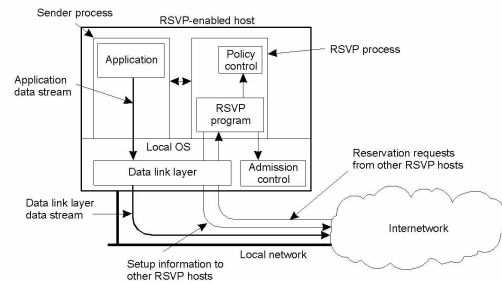 Sender process
RSVP-enabled host
Application
Policy
control
RSVP process
Application
data stream
RSVP
program
Local OS
Data link layer
Admission
control
Reservation requests
from other RSVP hosts
Data link layer
data stream
Internetwork
Local network
Setup information to
other RSVP hosts